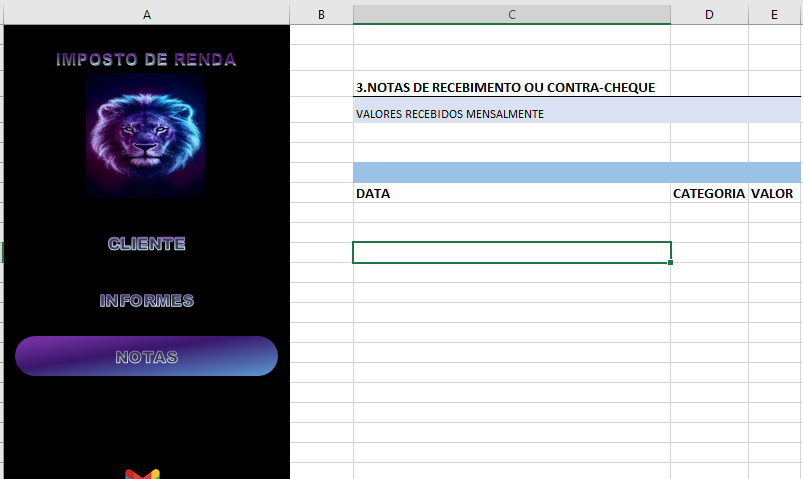 A B C D E
IMPOSTO DE RENDA
3.NOTAS DE RECEBIMENTO OU CONTRA-CHEQUE
VALORES RECEBIDOS MENSALMENTE
DATA CATEGORIA VALOR
CLIENTE
INFORMES
NOTAS